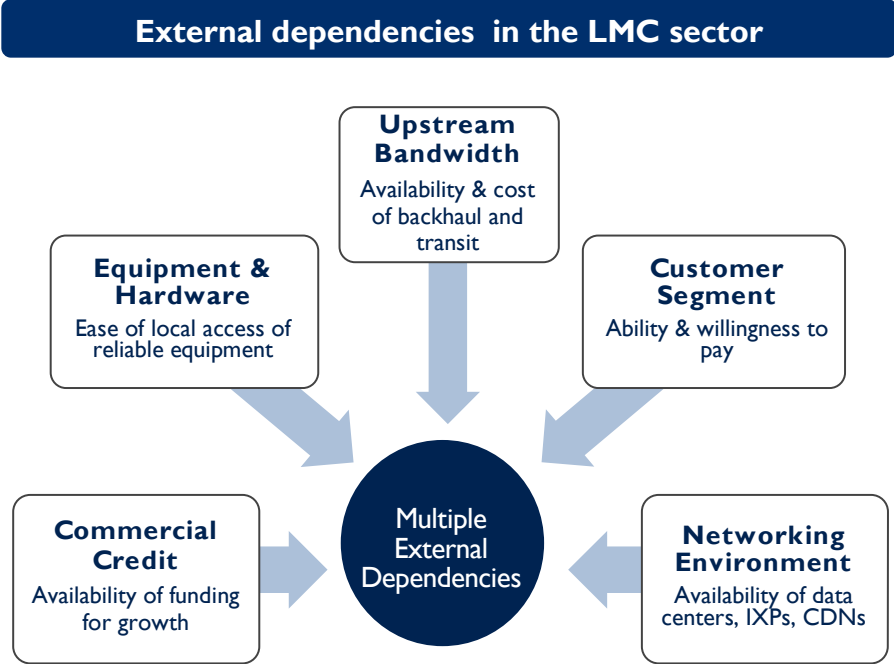 External dependencies in the LMC sector
Upstream
Bandwidth
Availability & cost
of backhaul and
transit
Equipment &
Hardware
Ease of local access of
reliable equipment
Customer
Segment
Ability & willingness to
pay
Commercial
Credit
Availability of funding
for growth
Multiple
External
Dependencies
Networking
Environment
Availability of data
centers, IXPs, CDNs